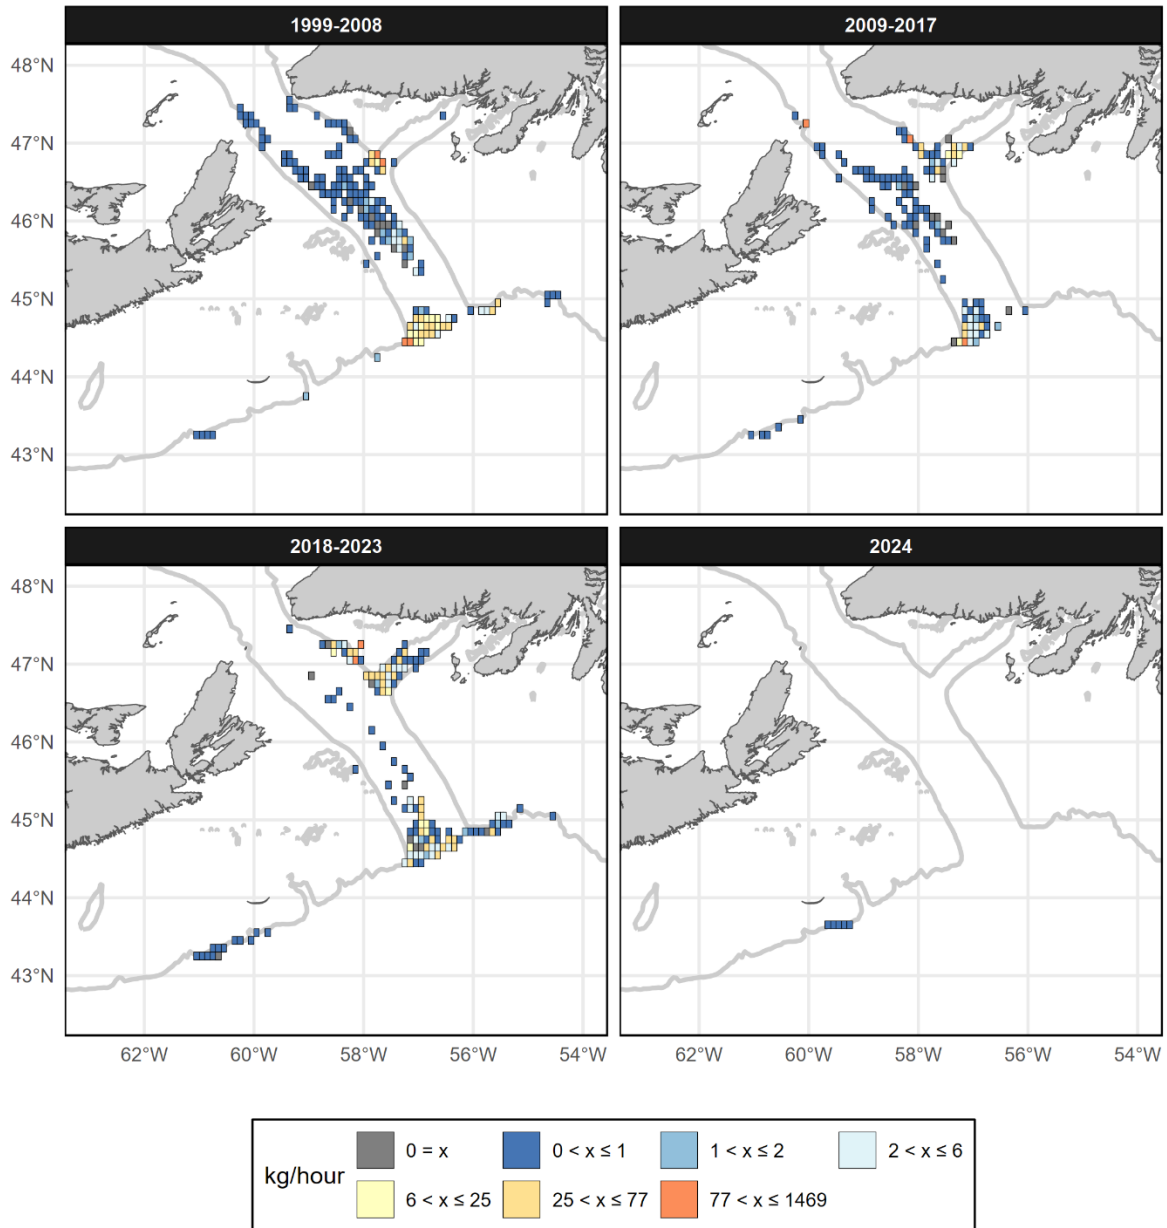 1999-2008
2009-2017
48°N
47°N
46°N
45°N
44°N
43°N
2018-2023
2024
48°N
47°N
46°N
45°N
44°N
43°N
62°W 60°W 58°W 56°W 54°W 62°W 60°W 58°W 56°W 54°W
kg/hour
0 = x 0 < x ≤ 1 1 < x ≤ 2 2 < x ≤ 6
6 < x ≤ 25 25 < x ≤ 77 77 < x ≤ 1469